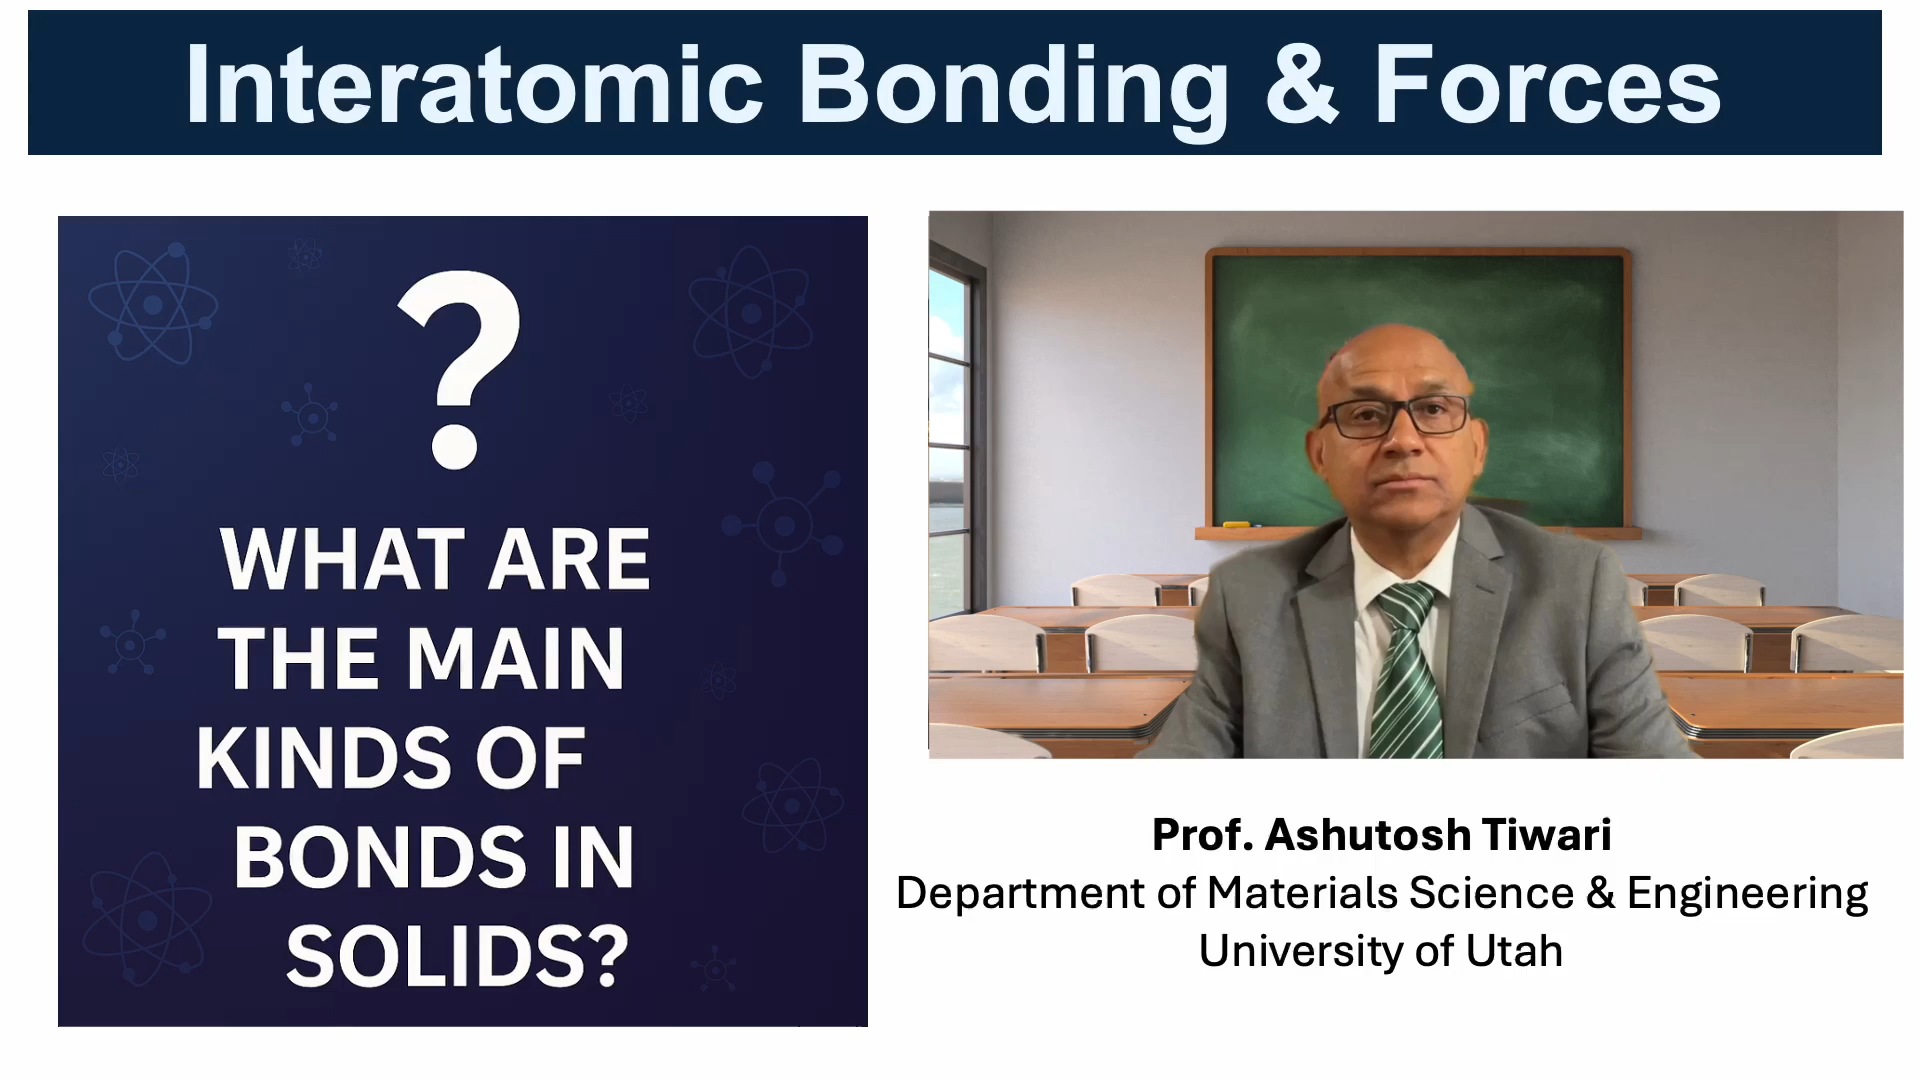 Interatomic Bonding & Forces
?
WHAT ARE
THE MAIN
KINDS OF
BONDS IN
SOLIDS?
Prof. Ashutosh Tiwari
Department of Materials Science & Engineering
University of Utah